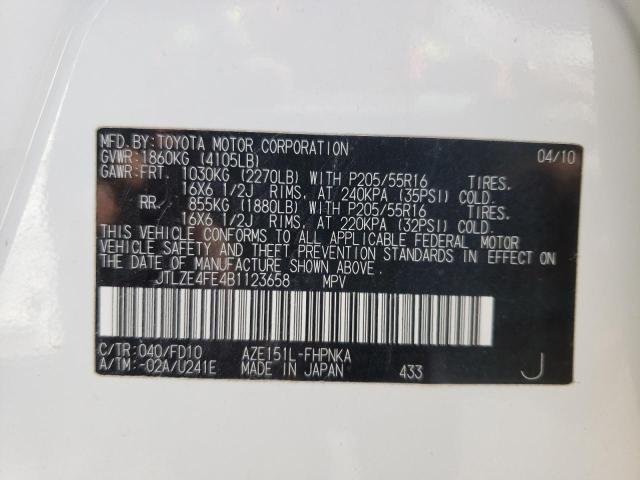 MFD.BY:TOYOTA MOTOR CORPORATION 04/10
GVWR:1860KG (4105LB)
GAWR:FRT. 1030KG (2270LB) WITH P205/55R16 TIRES.
16X6 1/2J RIMS, AT 240KPA (35PSI) COLD.
RR. 855KG (1880LB) WITH P205/55R16 TIRES.
16X6 1/2J RIMS, AT 220KPA (32PSI) COLD.
THIS VEHICLE CONFORMS TO ALL APPLICABLE FEDERAL MOTOR
VEHICLE SAFETY AND THEFT PREVENTION STANDARDS IN EFFECT ON
THE DATE OF MANUFACTURE SHOWN ABOVE.
JTLZE4FE4B1123658 MPV
C/TR:040/FD10 AZE151L-FHPNKA
A/TM:-02A/U241E MADE IN JAPAN 433 J